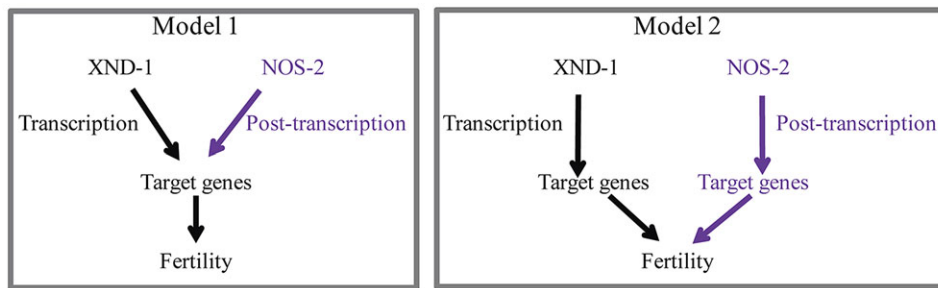 Model 1
XND-1 NOS-2
Transcription Post-transcription
Target genes
Fertility
Model 2
XND-1 NOS-2
Transcription Post-transcription
Target genes Target genes
Fertility